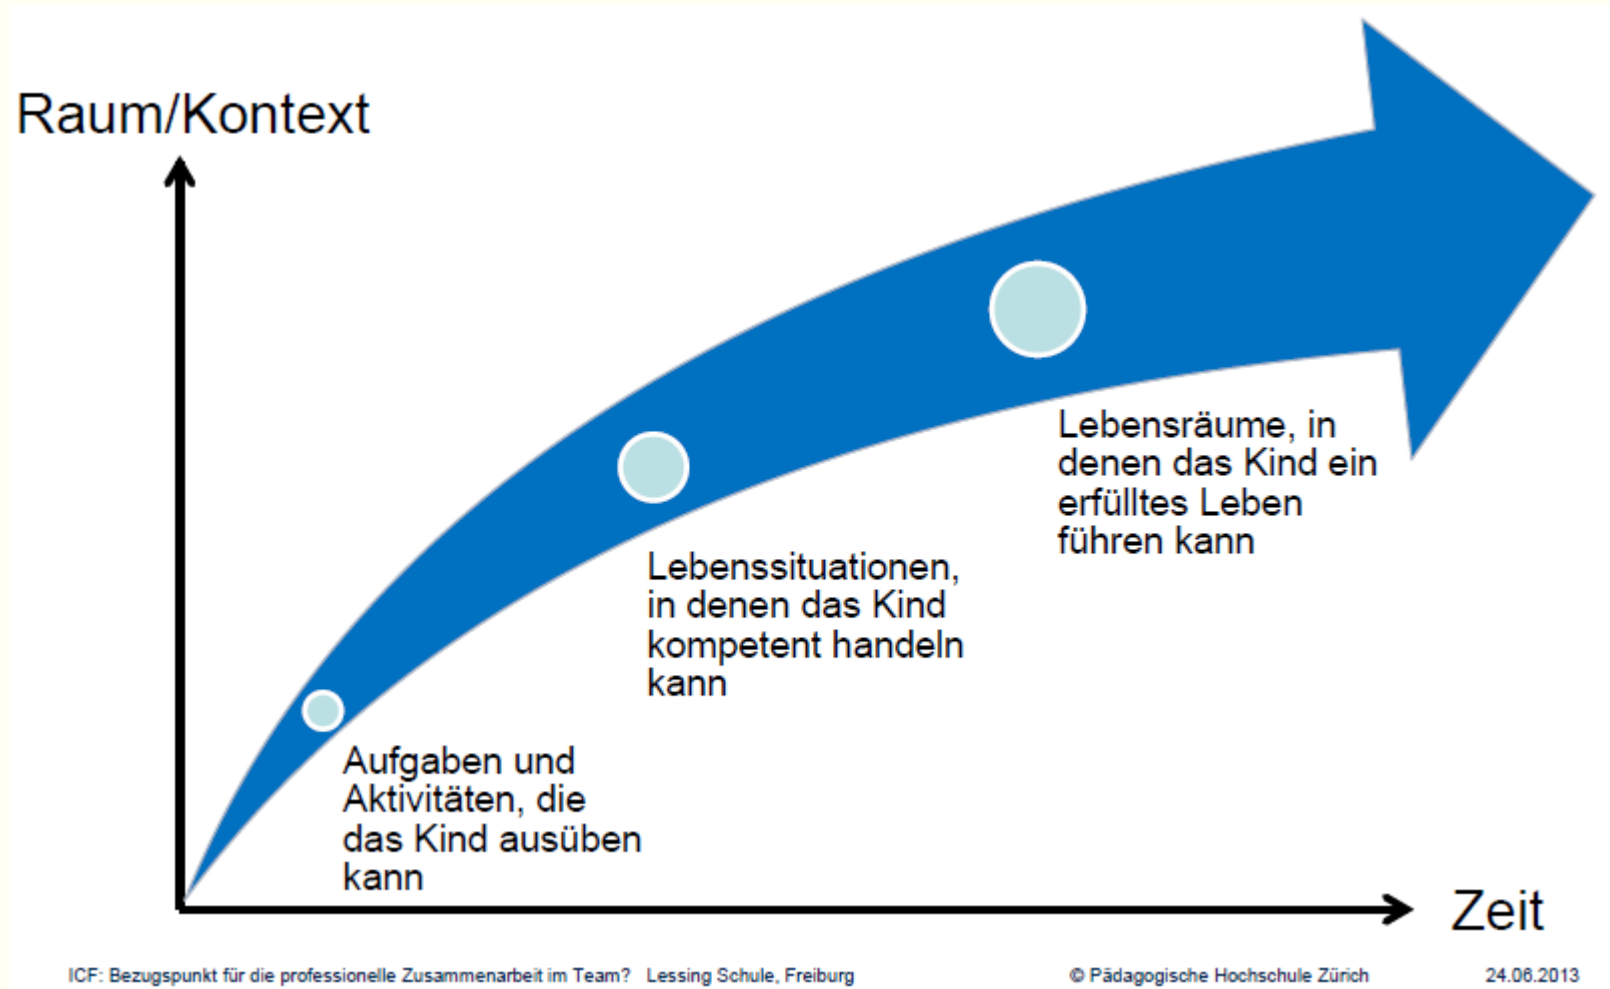 Raum/Kontext
Lebensräume, in
denen das Kind ein
erfülltes Leben
führen kann
Lebenssituationen,
in denen das Kind
kompetent handeln
kann
Aufgaben und
Aktivitäten, die
das Kind ausüben
kann
Zeit
ICF: Bezugspunkt für die professionelle Zusammenarbeit im Team? Lessing Schule, Freiburg © Pädagogische Hochschule Zürich 24.06.2013